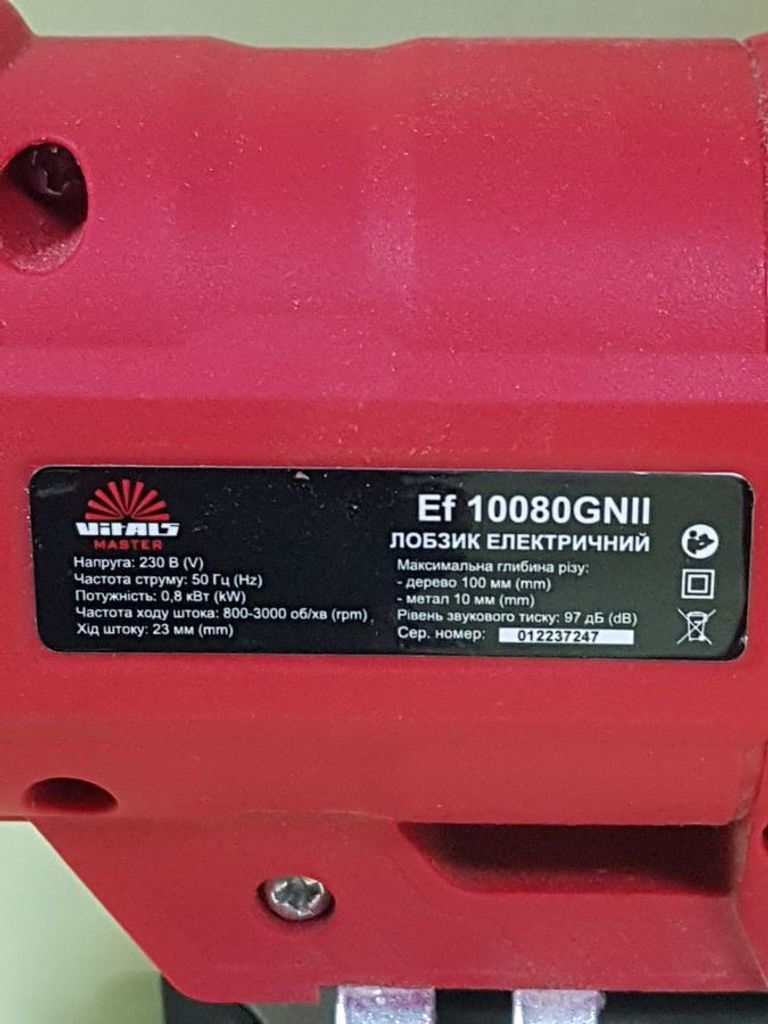 VITALS
MASTER
Напруга: 230 В (V)
Частота струму: 50 Гц (Hz)
Потужність: 0,8 кВт (kW)
Частота ходу штока: 800-3000 об/хв (rpm)
Хід штоку: 23 мм (mm)
Ef 10080GNII
ЛОБЗИК ЕЛЕКТРИЧНИЙ
Максимальна глибина різу:
- дерево 100 мм (mm)
- метал 10 мм (mm)
Рівень звукового тиску: 97 дБ (dB)
Сер. номер: 012237247